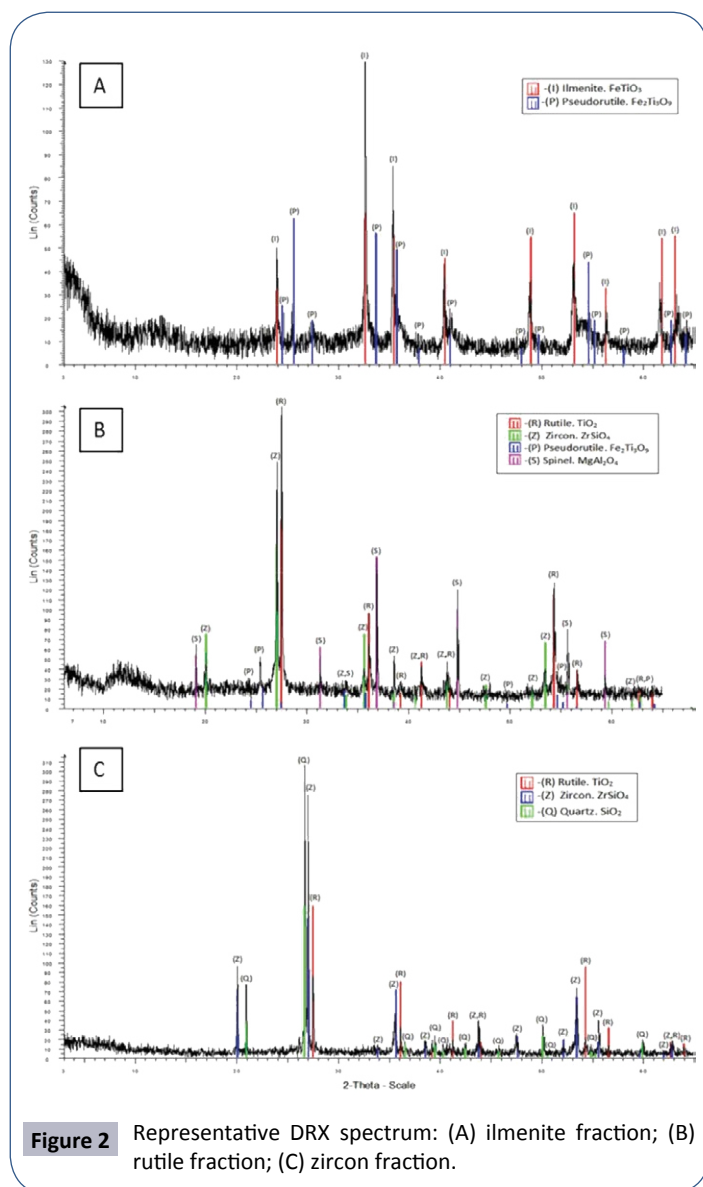 A
-(I) Ilmenite. FeTiO₃
-(P) Pseudorutile. Fe₂Ti₃O₉
Lin (Counts)
(I)
(I)
(I)
(P)
(P)
(P)
(P)
(P)
(P)
(I)
(P)
(I)
(P)
(P)
(I)
(P)
(P)
(I)
(P)
(I)
(I)
(P)
(P)
B
-(R) Rutile. TiO₂
-(Z) Zircon. ZrSiO₄
-(P) Pseudorutile. Fe₂Ti₃O₉
-(S) Spinel. MgAl₂O₄
Lin (Counts)
(S)
(Z)
(P)
(P)
(Z)
(R)
(S)
(Z,S)
(Z)
(R)
(S)
(Z)
(R)
(Z,R)
(Z,R)
(S)
(Z)
(P)
(Z)
(Z)
(R)
(P)
(S)
(R)
(S)
(Z)
(R,P)
C
-(R) Rutile. TiO₂
-(Z) Zircon. ZrSiO₄
-(Q) Quartz. SiO₂
Lin (Counts)
(Z)
(Q)
(Q)
(Z)
(R)
(Z)
(Z)
(R)
(Q)
(Z)
(Q)
(Q)
(R)
(Q)
(Z,R)
(Q)
(Z)
(Q)
(Q)
(Z)
(Z)
(R)
(Q)
(Z)
(R)
(Q)
(Z)
(Z,R)
(R)
2-Theta - Scale
Figure 2 Representative DRX spectrum: (A) ilmenite fraction; (B)
rutile fraction; (C) zircon fraction.